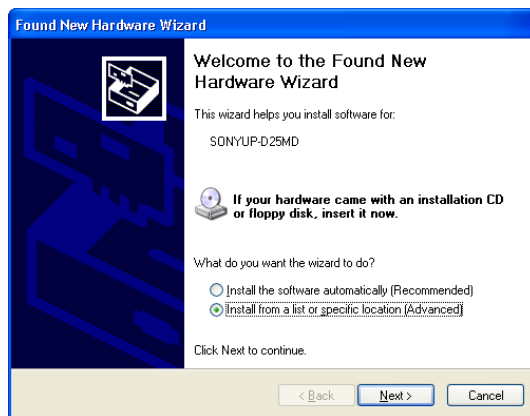 Found New Hardware Wizard
Welcome to the Found New
Hardware Wizard
This wizard helps you install software for:
SONYUP-D25MD
If your hardware came with an installation CD
or floppy disk, insert it now.
What do you want the wizard to do?
Install the software automatically (Recommended)
Install from a list or specific location (Advanced)
Click Next to continue.
< Back
Next >
Cancel